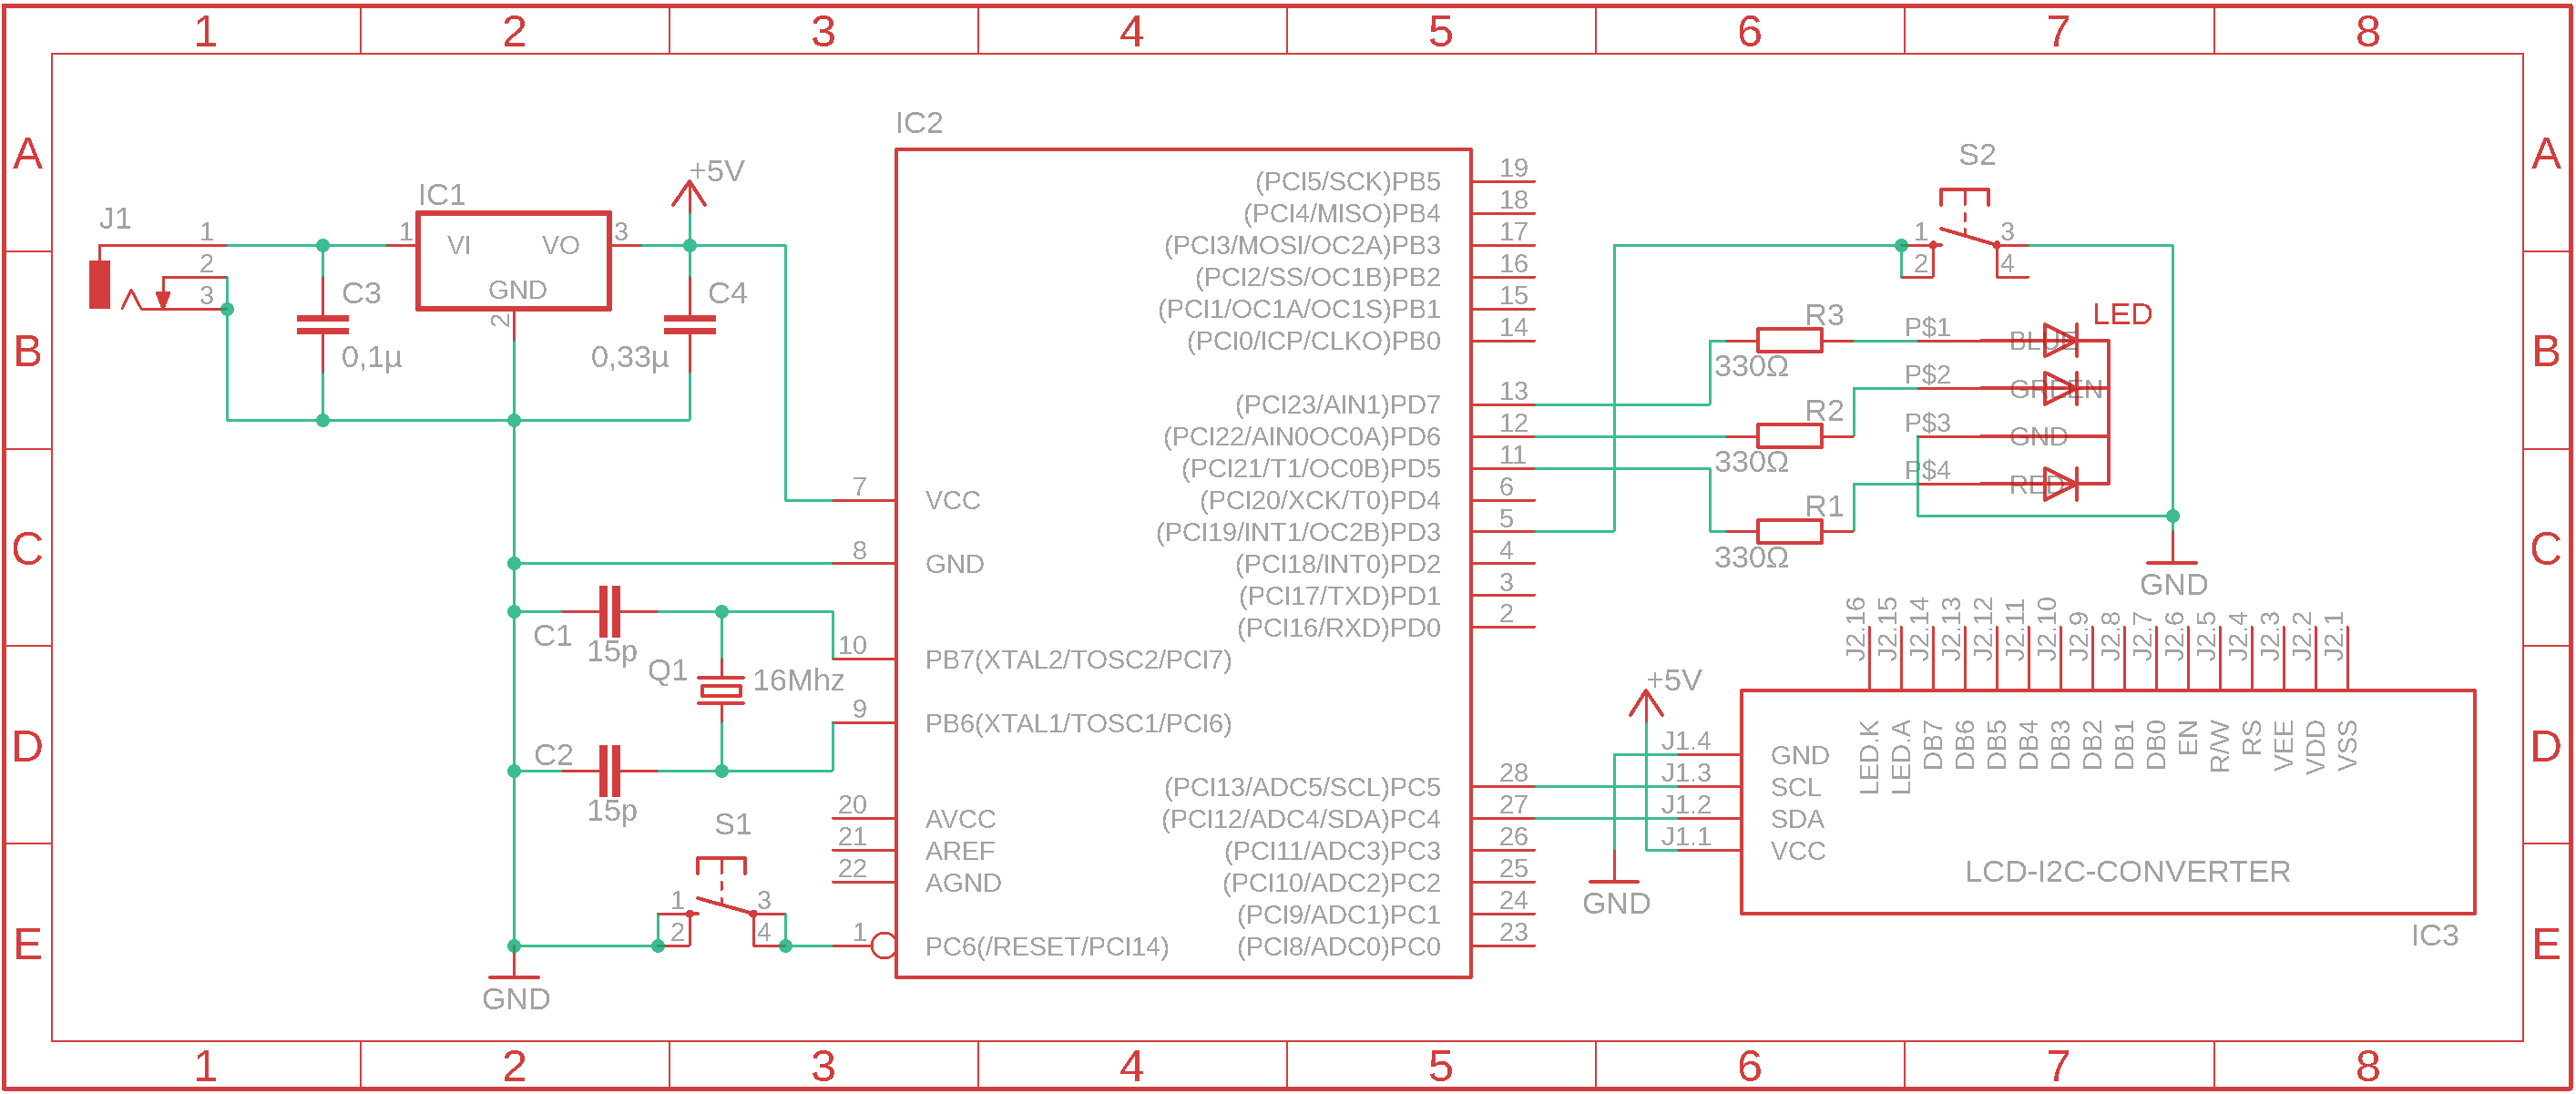 1 2 3 4 5 6 7 8
A A
B B
C C
D D
E E
J1
1
2
3
C3
0,1µ
IC1
1 VI VO 3
GND
2
+5V
C4
0,33µ
IC2
7 VCC
8 GND
C1
15p
10 PB7(XTAL2/TOSC2/PCI7)
Q1 16Mhz
9 PB6(XTAL1/TOSC1/PCI6)
C2
15p
20 AVCC
21 AREF
22 AGND
S1
1 3
2 4
1 PC6(/RESET/PCI14)
GND
(PCI5/SCK)PB5 19
(PCI4/MISO)PB4 18
(PCI3/MOSI/OC2A)PB3 17
(PCI2/SS/OC1B)PB2 16
(PCI1/OC1A/OC1S)PB1 15
(PCI0/ICP/CLKO)PB0 14
(PCI23/AIN1)PD7 13
(PCI22/AIN0OC0A)PD6 12
(PCI21/T1/OC0B)PD5 11
(PCI20/XCK/T0)PD4 6
(PCI19/INT1/OC2B)PD3 5
(PCI18/INT0)PD2 4
(PCI17/TXD)PD1 3
(PCI16/RXD)PD0 2
(PCI13/ADC5/SCL)PC5 28
(PCI12/ADC4/SDA)PC4 27
(PCI11/ADC3)PC3 26
(PCI10/ADC2)PC2 25
(PCI9/ADC1)PC1 24
(PCI8/ADC0)PC0 23
S2
1 3
2 4
R3
330Ω
R2
330Ω
R1
330Ω
LED
P$1 BLUE
P$2 GREEN
P$3 GND
P$4 RED
GND
J2.16 J2.15 J2.14 J2.13 J2.12 J2.11 J2.10 J2.9 J2.8 J2.7 J2.6 J2.5 J2.4 J2.3 J2.2 J2.1
LED.K LED.A DB7 DB6 DB5 DB4 DB3 DB2 DB1 DB0 EN R/W RS VEE VDD VSS
+5V
J1.4 GND
J1.3 SCL
J1.2 SDA
J1.1 VCC
LCD-I2C-CONVERTER
GND
IC3
1 2 3 4 5 6 7 8